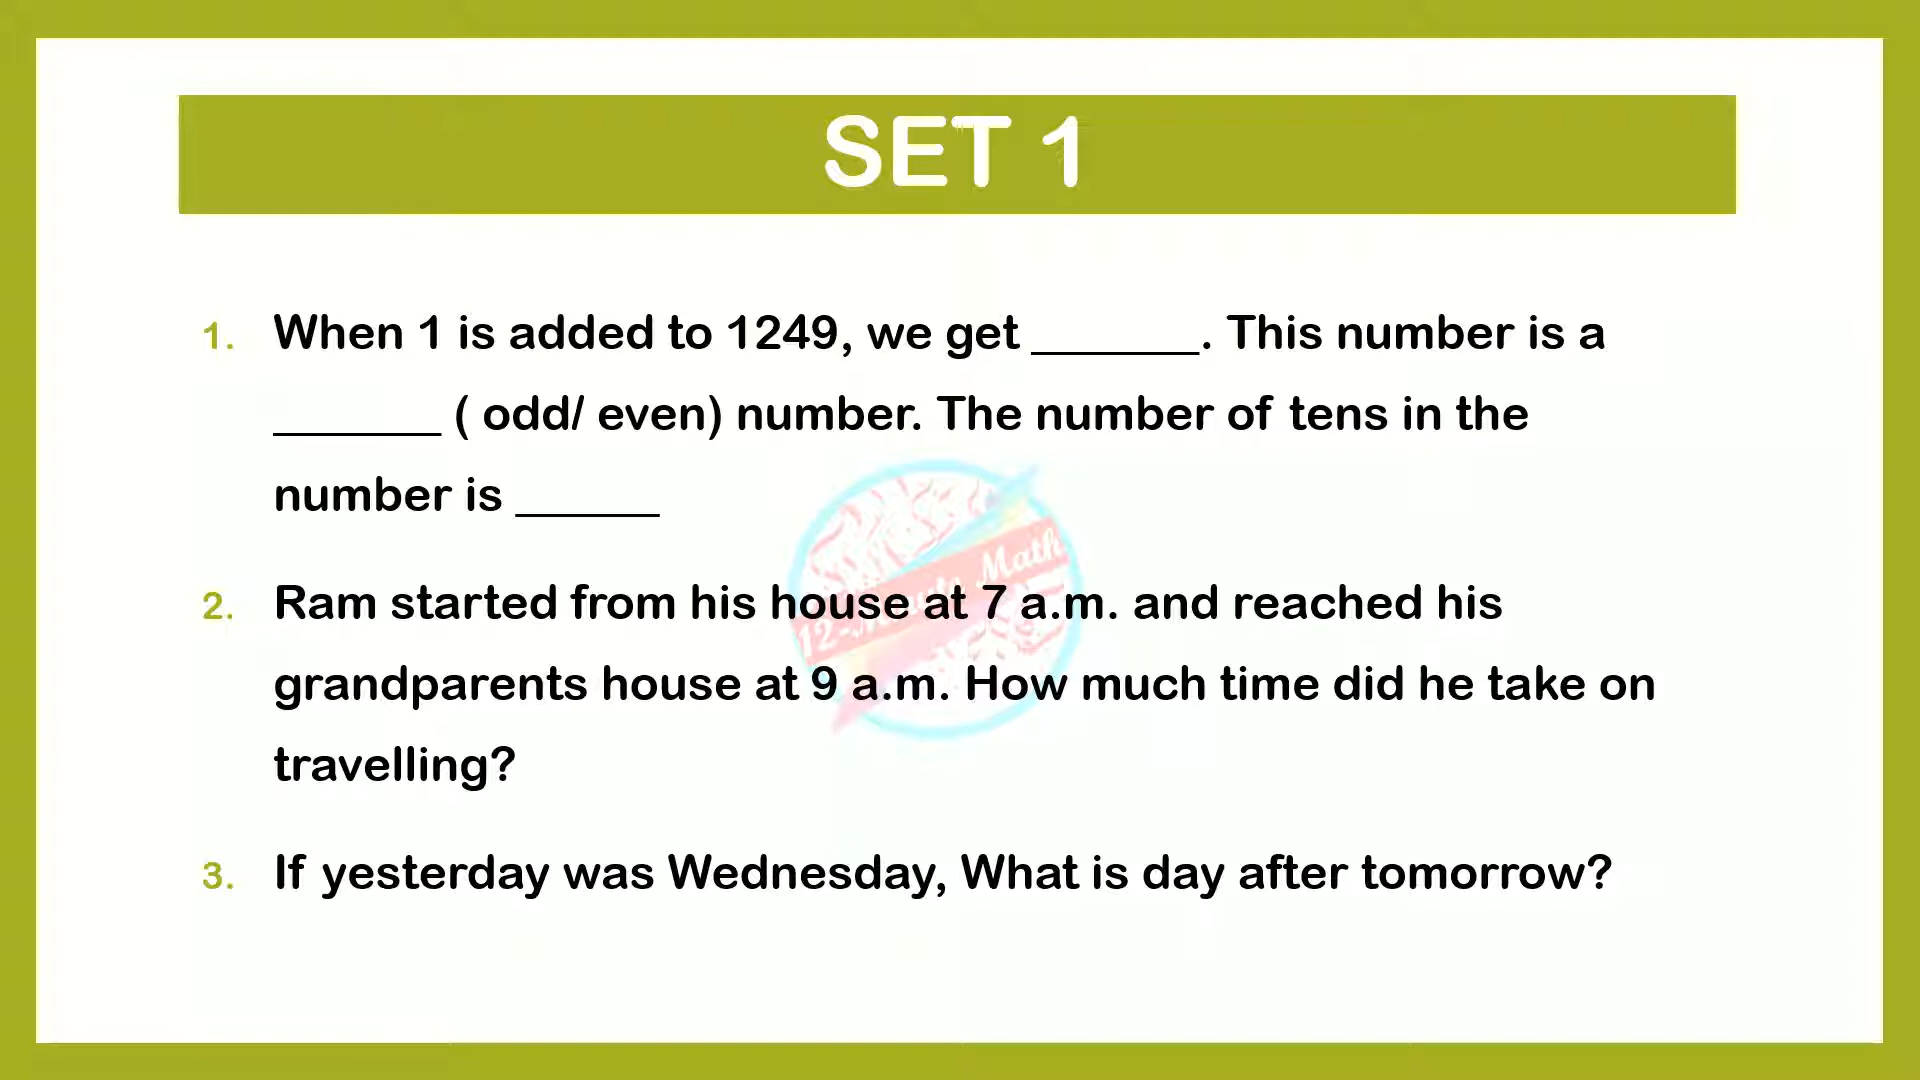 SET 1
1. When 1 is added to 1249, we get _______. This number is a
_______ ( odd/ even) number. The number of tens in the
number is ______
12-Minute Math
2. Ram started from his house at 7 a.m. and reached his
grandparents house at 9 a.m. How much time did he take on
travelling?
3. If yesterday was Wednesday, What is day after tomorrow?